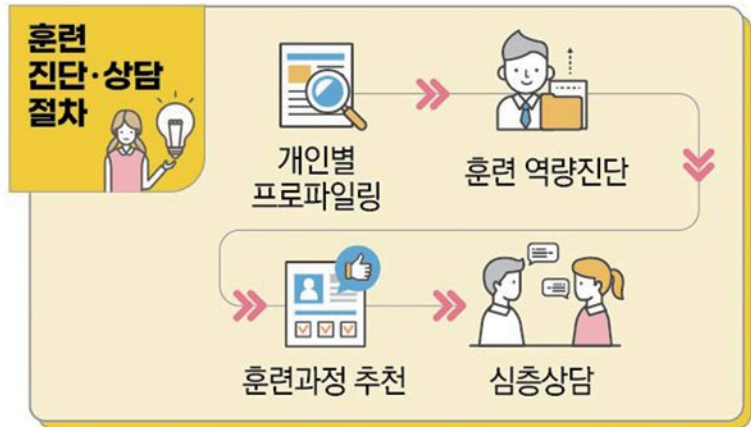 훈련
진단·상담
절차
개인별
프로파일링
훈련 역량진단
훈련과정 추천
심층상담